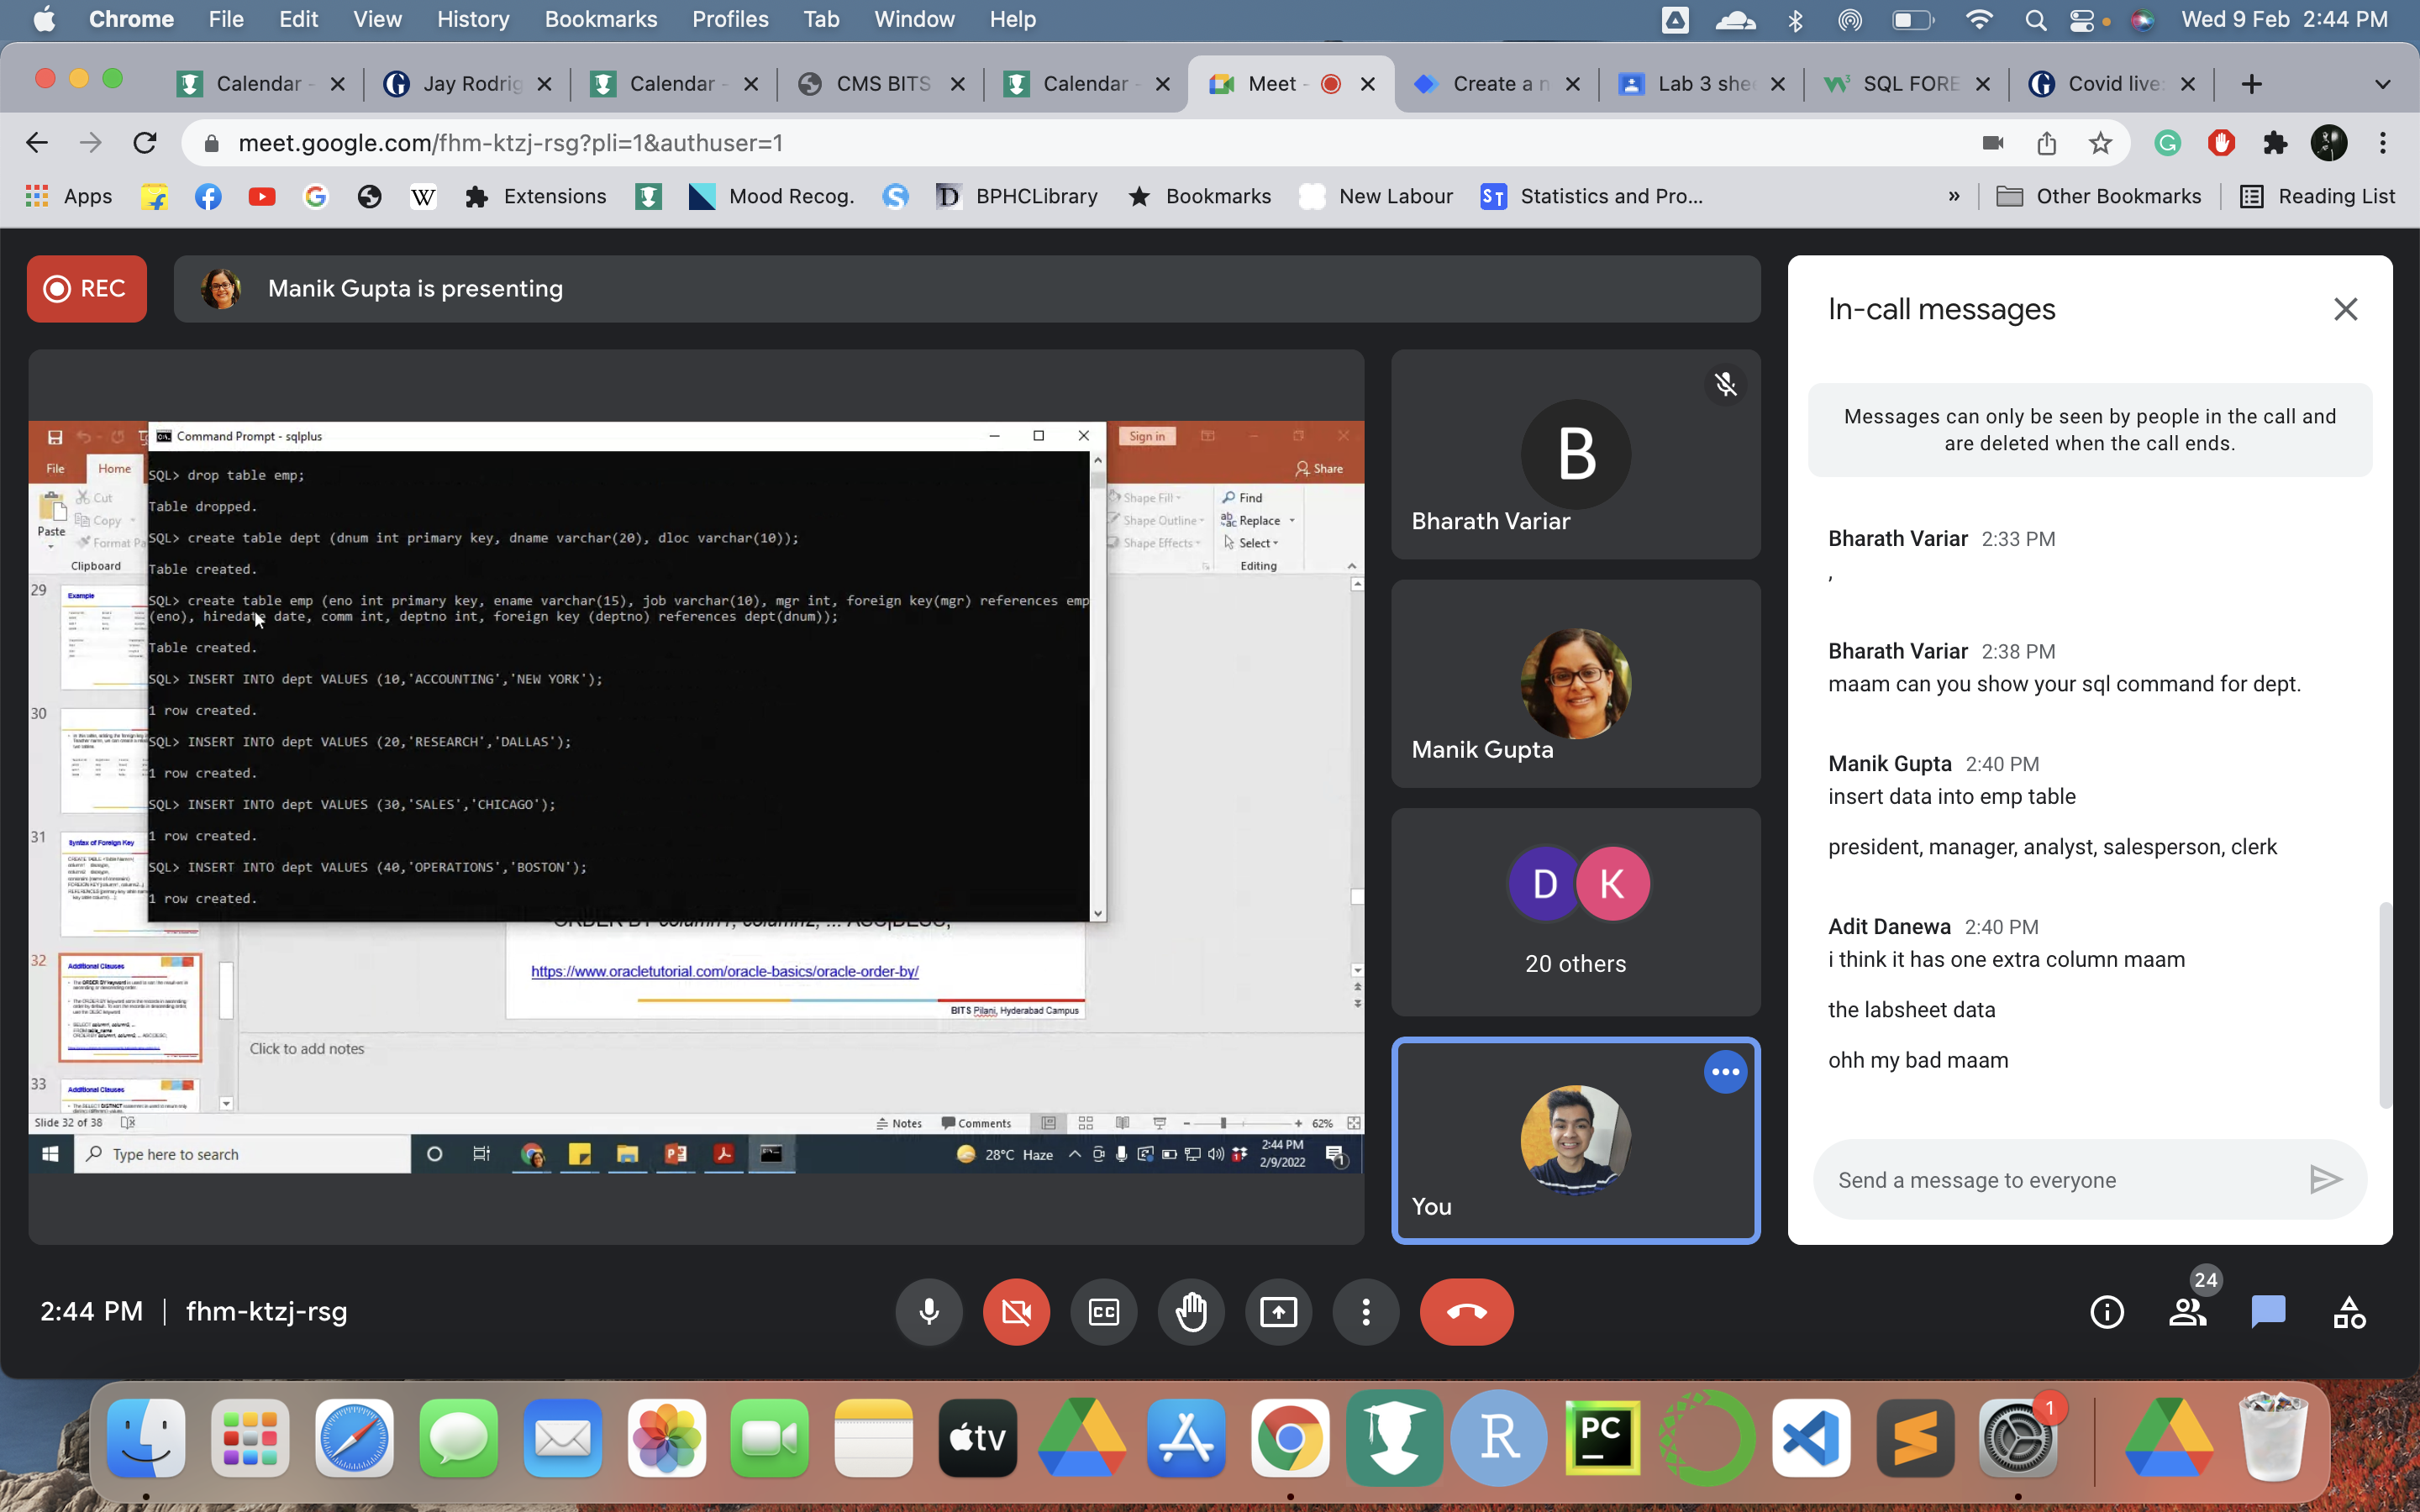 Chrome File Edit View History Bookmarks Profiles Tab Window Help Wed 9 Feb 2:44 PM
Calendar - Jay Rodrig Calendar - CMS BITS Calendar - Meet - Create a n Lab 3 shee SQL FORE Covid live:
meet.google.com/fhm-ktzj-rsg?pli=1&authuser=1
Apps Extensions Mood Recog. BPHCLibrary Bookmarks New Labour Statistics and Pro... » Other Bookmarks Reading List
REC
Manik Gupta is presenting
Command Prompt - sqlplus
Sign in
File Home Share
SQL> drop table emp;
Table dropped.
SQL> create table dept (dnum int primary key, dname varchar(20), dloc varchar(10));
Table created.
SQL> create table emp (eno int primary key, ename varchar(15), job varchar(10), mgr int, foreign key(mgr) references emp
(eno), hiredate date, comm int, deptno int, foreign key (deptno) references dept(dnum));
Table created.
SQL> INSERT INTO dept VALUES (10,'ACCOUNTING','NEW YORK');
1 row created.
SQL> INSERT INTO dept VALUES (20,'RESEARCH','DALLAS');
1 row created.
SQL> INSERT INTO dept VALUES (30,'SALES','CHICAGO');
1 row created.
SQL> INSERT INTO dept VALUES (40,'OPERATIONS','BOSTON');
1 row created.
Paste
Cut
Copy
Format Pa
Clipboard
Shape Fill
Shape Outline
Shape Effects
Find
Replace
Select
Editing
29
Example
30
31
Syntax of Foreign Key
32
Additional Clauses
33
Additional Clauses
ORDER BY column1, column2, ... ASC|DESC;
https://www.oracletutorial.com/oracle-basics/oracle-order-by/
BITS Pilani, Hyderabad Campus
Click to add notes
Slide 32 of 38 Notes Comments 62%
Type here to search 28°C Haze 2:44 PM
2/9/2022
B
Bharath Variar
Manik Gupta
D K
20 others
You
In-call messages
Messages can only be seen by people in the call and
are deleted when the call ends.
Bharath Variar 2:33 PM
,
Bharath Variar 2:38 PM
maam can you show your sql command for dept.
Manik Gupta 2:40 PM
insert data into emp table
president, manager, analyst, salesperson, clerk
Adit Danewa 2:40 PM
i think it has one extra column maam
the labsheet data
ohh my bad maam
Send a message to everyone
2:44 PM | fhm-ktzj-rsg
24
tv
R
PC
1